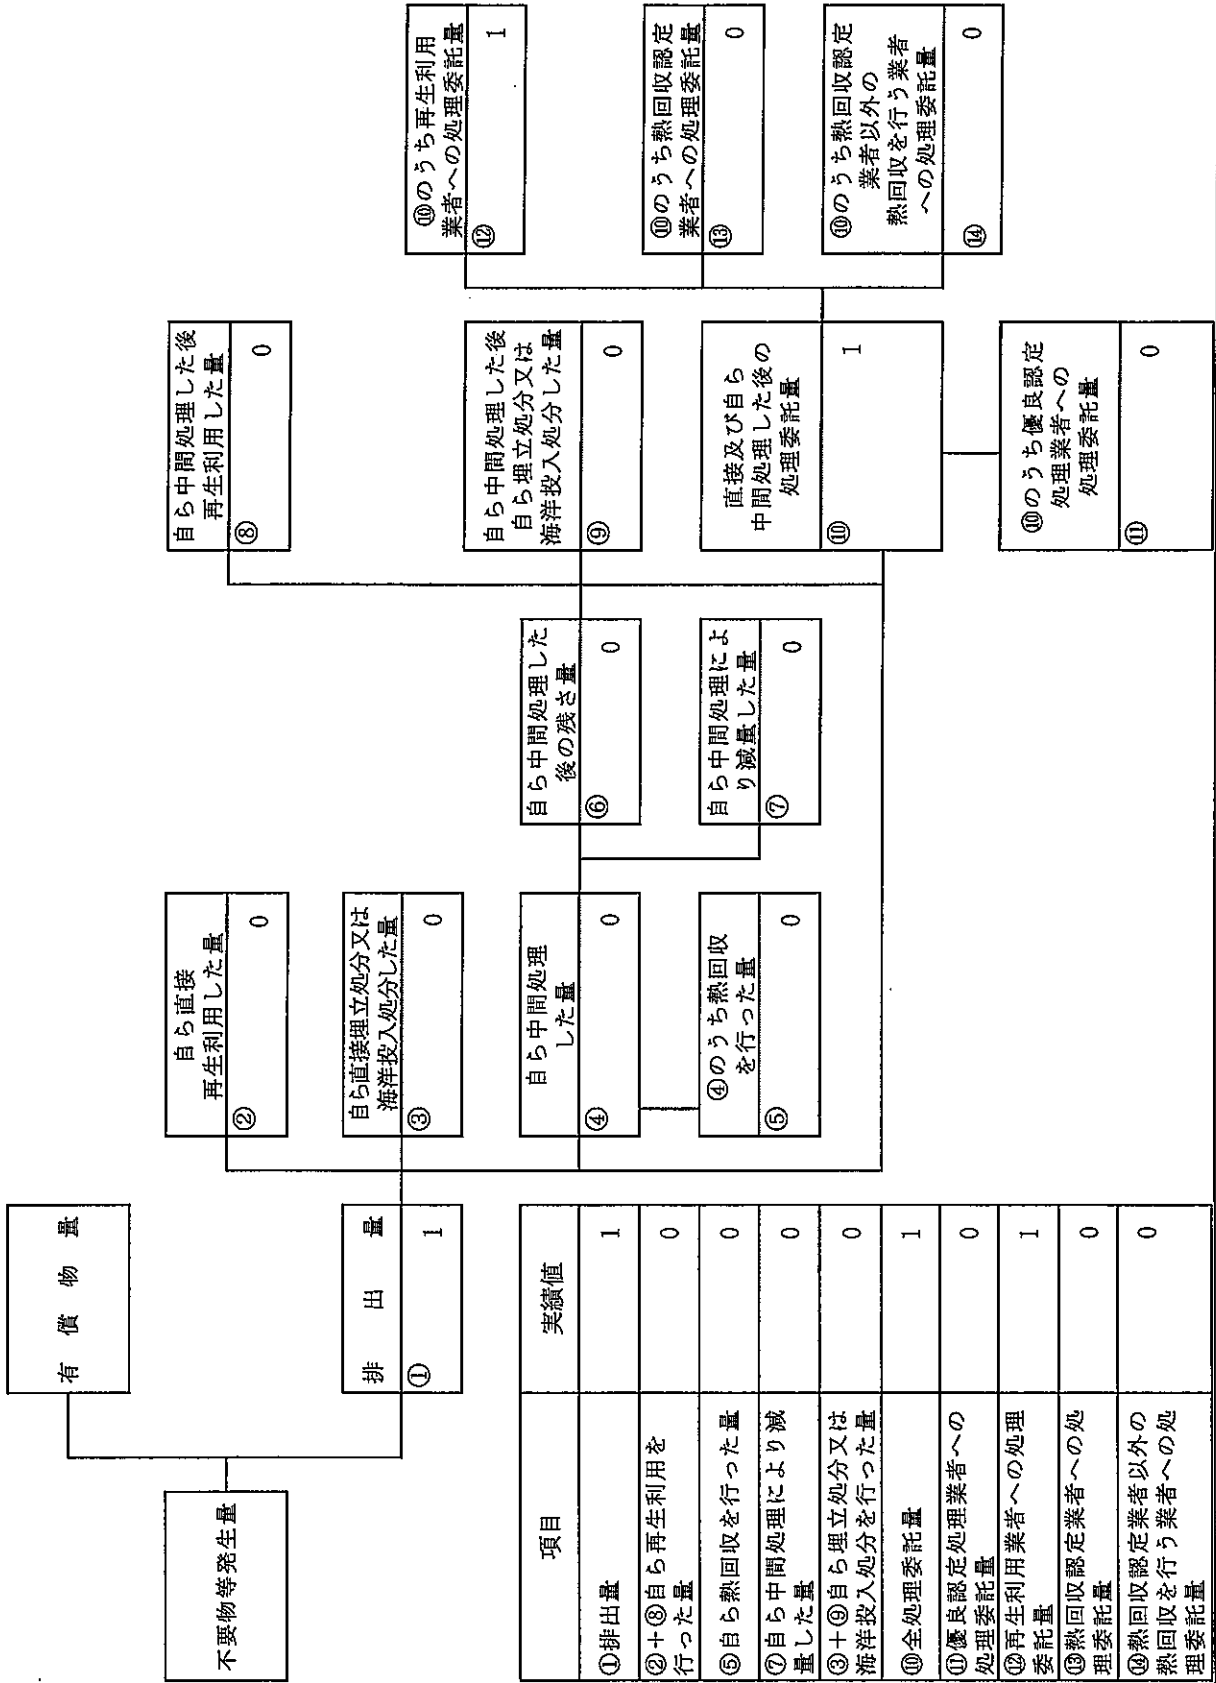 不要物等発生量
有償物量
排出量
①
1
自ら直接
再生利用した量
②
0
自ら直接埋立処分又は
海洋投入処分した量
③
0
自ら中間処理
した量
④
0
④のうち熱回収
を行った量
⑤
0
自ら中間処理した
後の残さ量
⑥
0
自ら中間処理によ
り減量した量
⑦
0
自ら中間処理した後
再生利用した量
⑧
0
自ら中間処理した後
自ら埋立処分又は
海洋投入処分した量
⑨
0
直接及び自ら
中間処理した後の
処理委託量
⑩
1
⑩のうち優良認定
処理業者への
処理委託量
⑪
0
⑩のうち再生利用
業者への処理委託量
⑫
1
⑩のうち熱回収認定
業者への処理委託量
⑬
0
⑩のうち熱回収認定
業者以外の
熱回収を行う業者
への処理委託量
⑭
0
項目 実績値
①排出量 1
②+⑧自ら再生利用を
行った量 0
⑤自ら熱回収を行った量 0
⑦自ら中間処理により減
量した量 0
③+⑨自ら埋立処分又は
海洋投入処分を行った量 0
⑩全処理委託量 1
⑪優良認定処理業者への
処理委託量 0
⑫再生利用業者への処理
委託量 1
⑬熱回収認定業者への処
理委託量 0
⑭熱回収認定業者以外の
熱回収を行う業者への処
理委託量 0